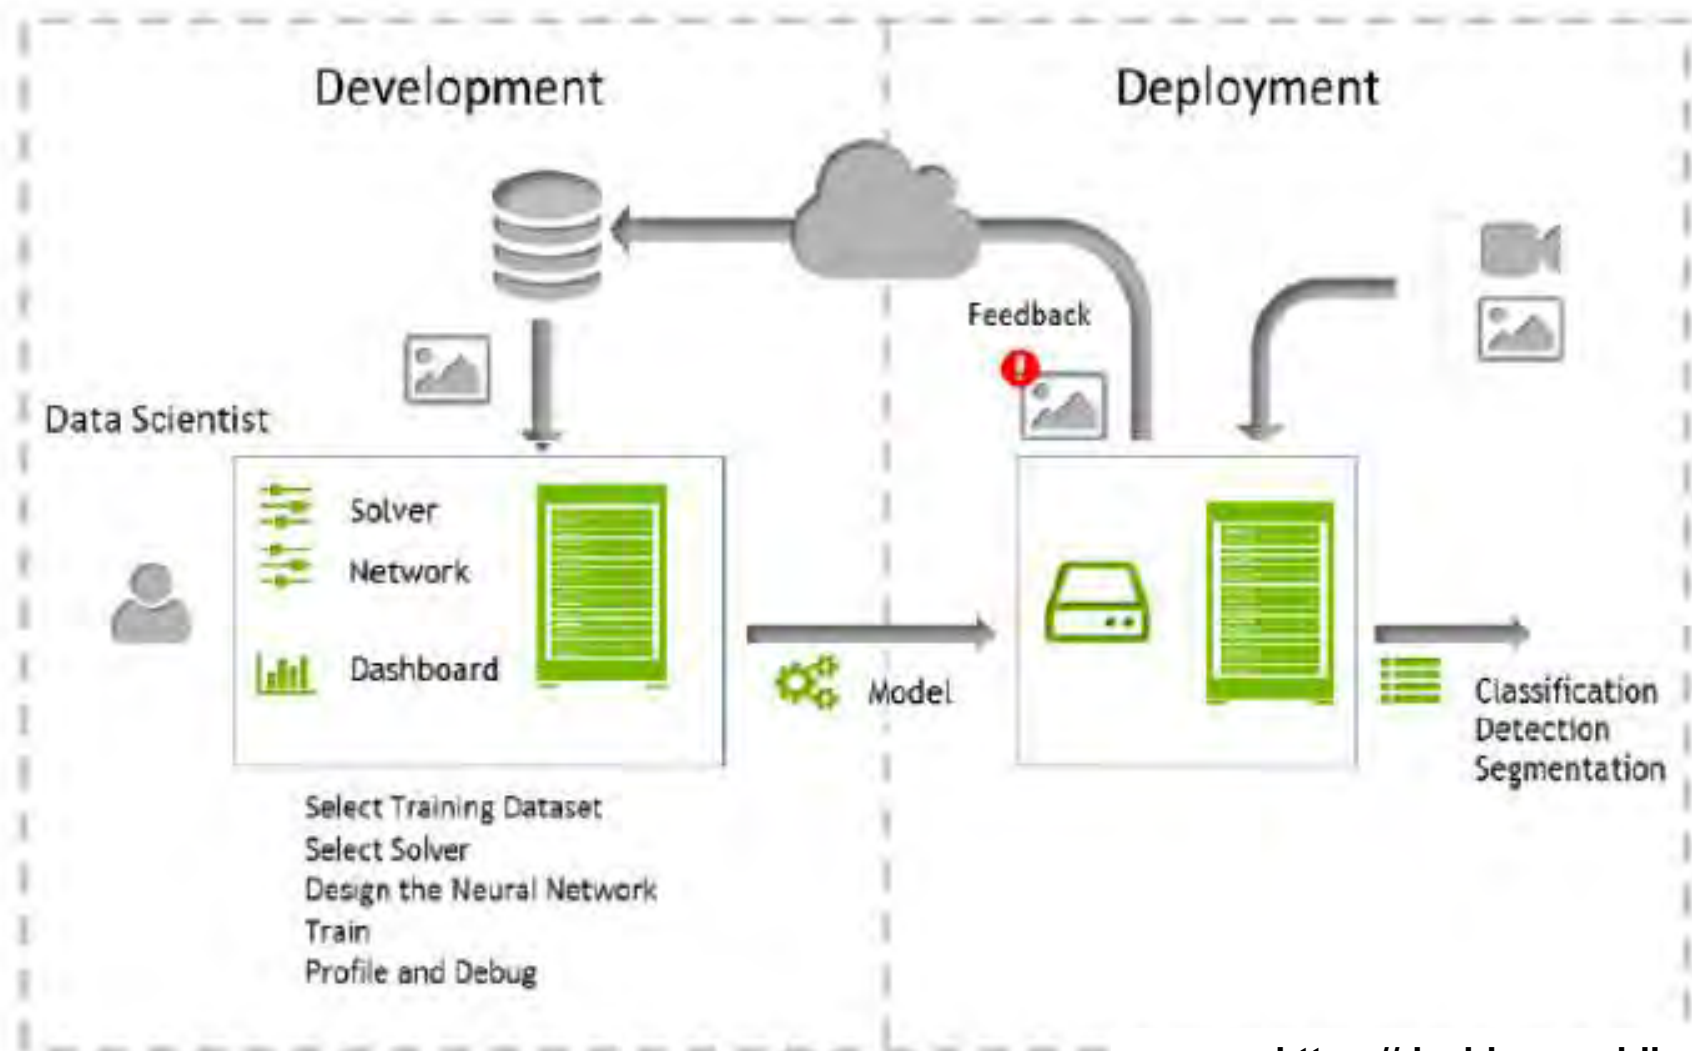 Development
Deployment
Feedback
Data Scientist
Solver
Network
Dashboard
Model
Classification
Detection
Segmentation
Select Training Dataset
Select Solver
Design the Neural Network
Train
Profile and Debug